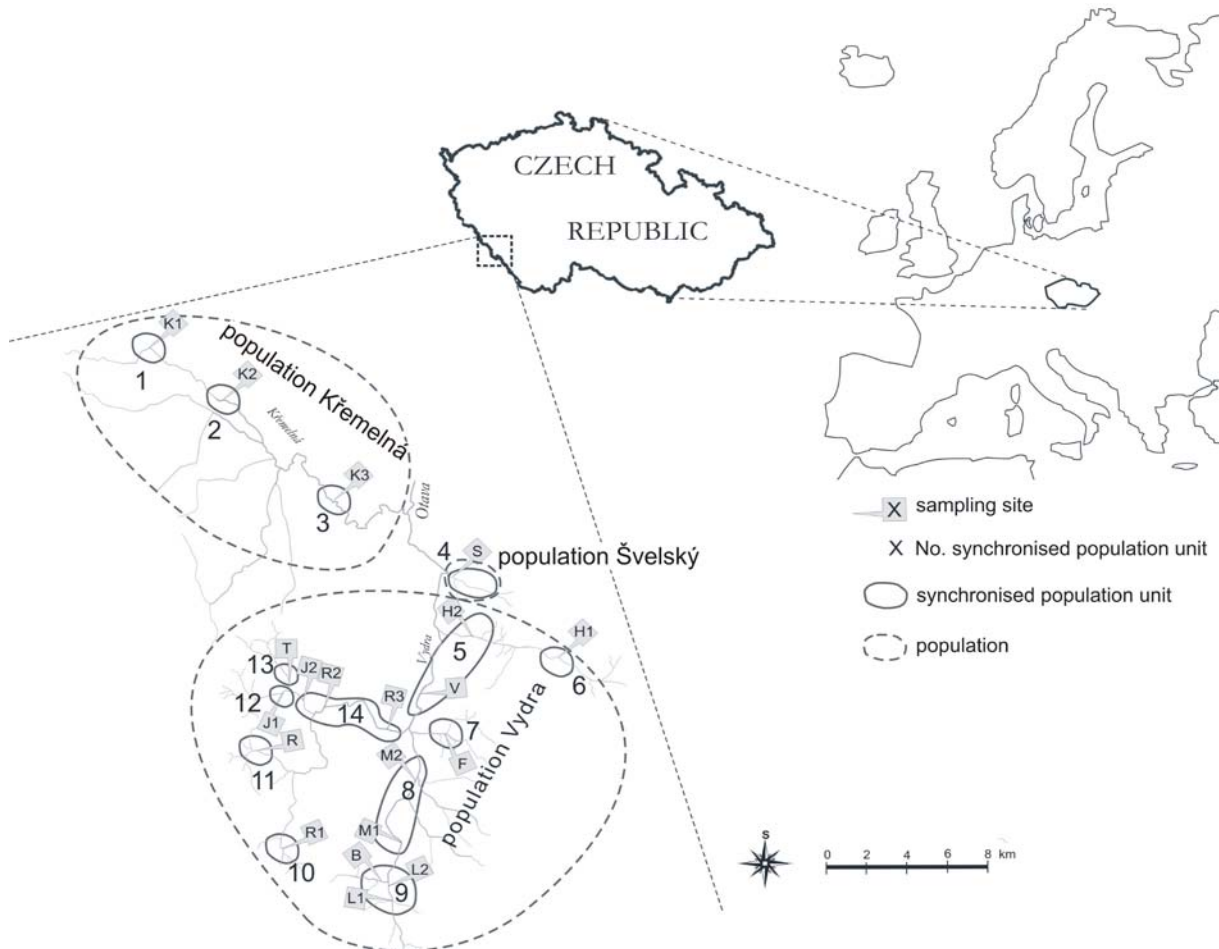 CZECH
REPUBLIC
K1
population Křemelná
1
K2
2
Křemelná
K3
3
Otava
4
S
population Švelský
H2
H1
Vydra
5
6
T
13
J2
R2
12
14
R3
V
J1
R
7
M2
F
11
population Vydra
8
R1
M1
10
B
L2
9
L1
X sampling site
X No. synchronised population unit
synchronised population unit
population
S
0 2 4 6 8 km